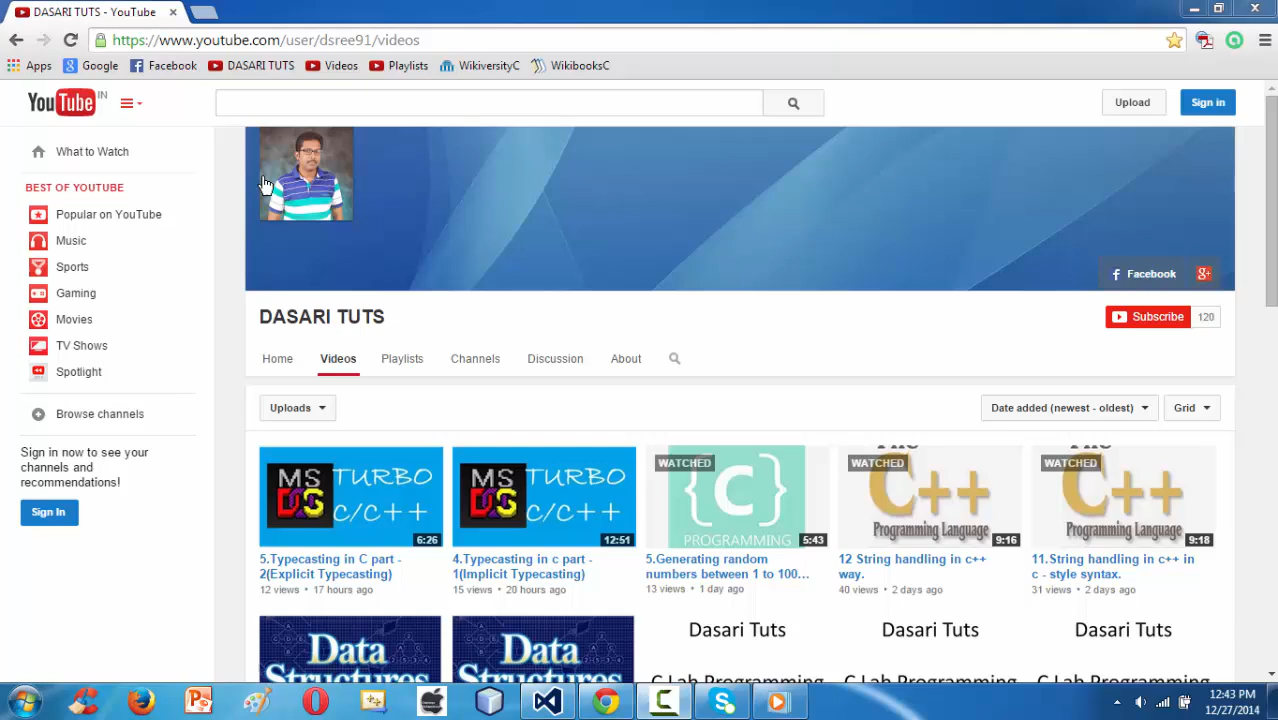 DASARI TUTS - YouTube
https://www.youtube.com/user/dsree91/videos
Apps Google Facebook DASARI TUTS Videos Playlists WikiversityC WikibooksC
YouTube IN Upload Sign in
What to Watch
BEST OF YOUTUBE
Popular on YouTube
Music
Sports
Gaming
Movies
TV Shows
Spotlight
Browse channels
Sign in now to see your
channels and
recommendations!
Sign In
Facebook g+
DASARI TUTS
Subscribe 120
Home Videos Playlists Channels Discussion About
Uploads Date added (newest - oldest) Grid
MS DOS TURBO C/C++ 6:26
5.Typecasting in C part -
2(Explicit Typecasting)
12 views • 17 hours ago
MS DOS TURBO C/C++ 12:51
4.Typecasting in c part -
1(Implicit Typecasting)
15 views • 20 hours ago
WATCHED
{C}
PROGRAMMING 5:43
5.Generating random
numbers between 1 to 100...
13 views • 1 day ago
WATCHED
C++
Programming Language 9:16
12 String handling in c++
way.
40 views • 2 days ago
WATCHED
C++
Programming Language 9:18
11.String handling in c++ in
c - style syntax.
31 views • 2 days ago
Data
Structures
Data
Structures
Dasari Tuts
C Lab Programming
Dasari Tuts
C Lab Programming
Dasari Tuts
C Lab Programming
12:43 PM
12/27/2014